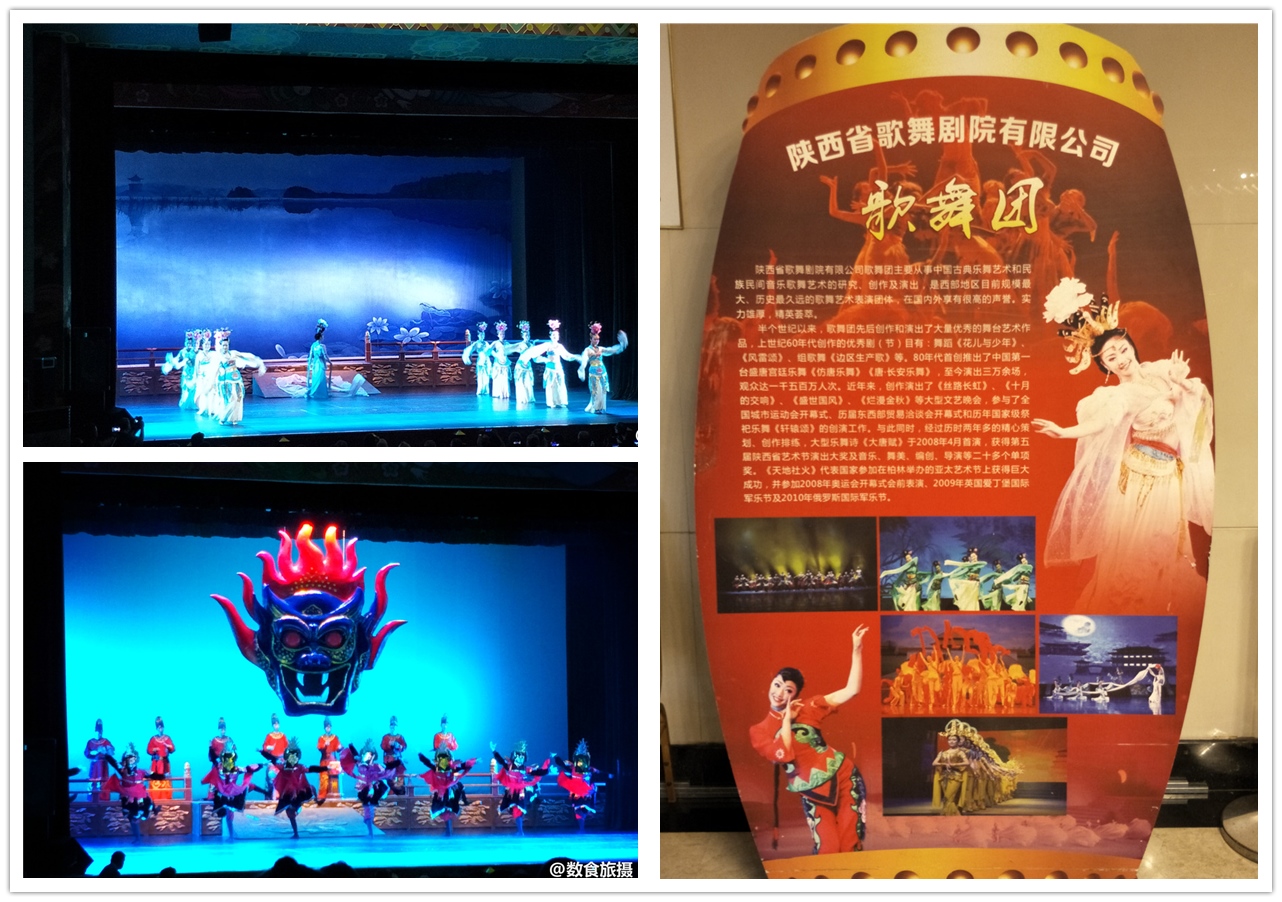 陕西省歌舞剧院有限公司
歌舞团
陕西省歌舞剧院有限公司歌舞团主要从事中国古典乐舞艺术和民
族民间音乐歌舞艺术的研究、创作及演出，是西部地区目前规模最
大、历史最久远的歌舞艺术表演团体，在国内外享有很高的声誉。实
力雄厚，精英荟萃。
半个世纪以来，歌舞团先后创作和演出了大量优秀的舞台艺术作
品，上世纪60年代创作的优秀剧（节）目有：舞蹈《花儿与少年》、
《风雷颂》、组歌舞《边区生产歌》等。80年代首创推出了中国第一
台盛唐宫廷乐舞《仿唐乐舞》《唐·长安乐舞》，至今演出三万余场，
观众达一千五百万人次。近年来，创作演出了《丝路长虹》、《十月
的交响》、《盛世国风》、《烂漫金秋》等大型文艺晚会，参与了全
国城市运动会开幕式、历届东西部贸易洽谈会开幕式和历年国家级祭
祀乐舞《轩辕颂》的创演工作。与此同时，经过历时两年多的精心策
划、创作排练，大型乐舞诗《大唐赋》于2008年4月首演，获得第五
届陕西省艺术节演出大奖及音乐、舞美、编创、导演等二十多个单项
奖。《天地社火》代表国家参加在柏林举办的亚太艺术节上获得巨大
成功，并参加2008年奥运会开幕式会前表演、2009年英国爱丁堡国际
军乐节及2010年俄罗斯国际军乐节。
@数食旅摄